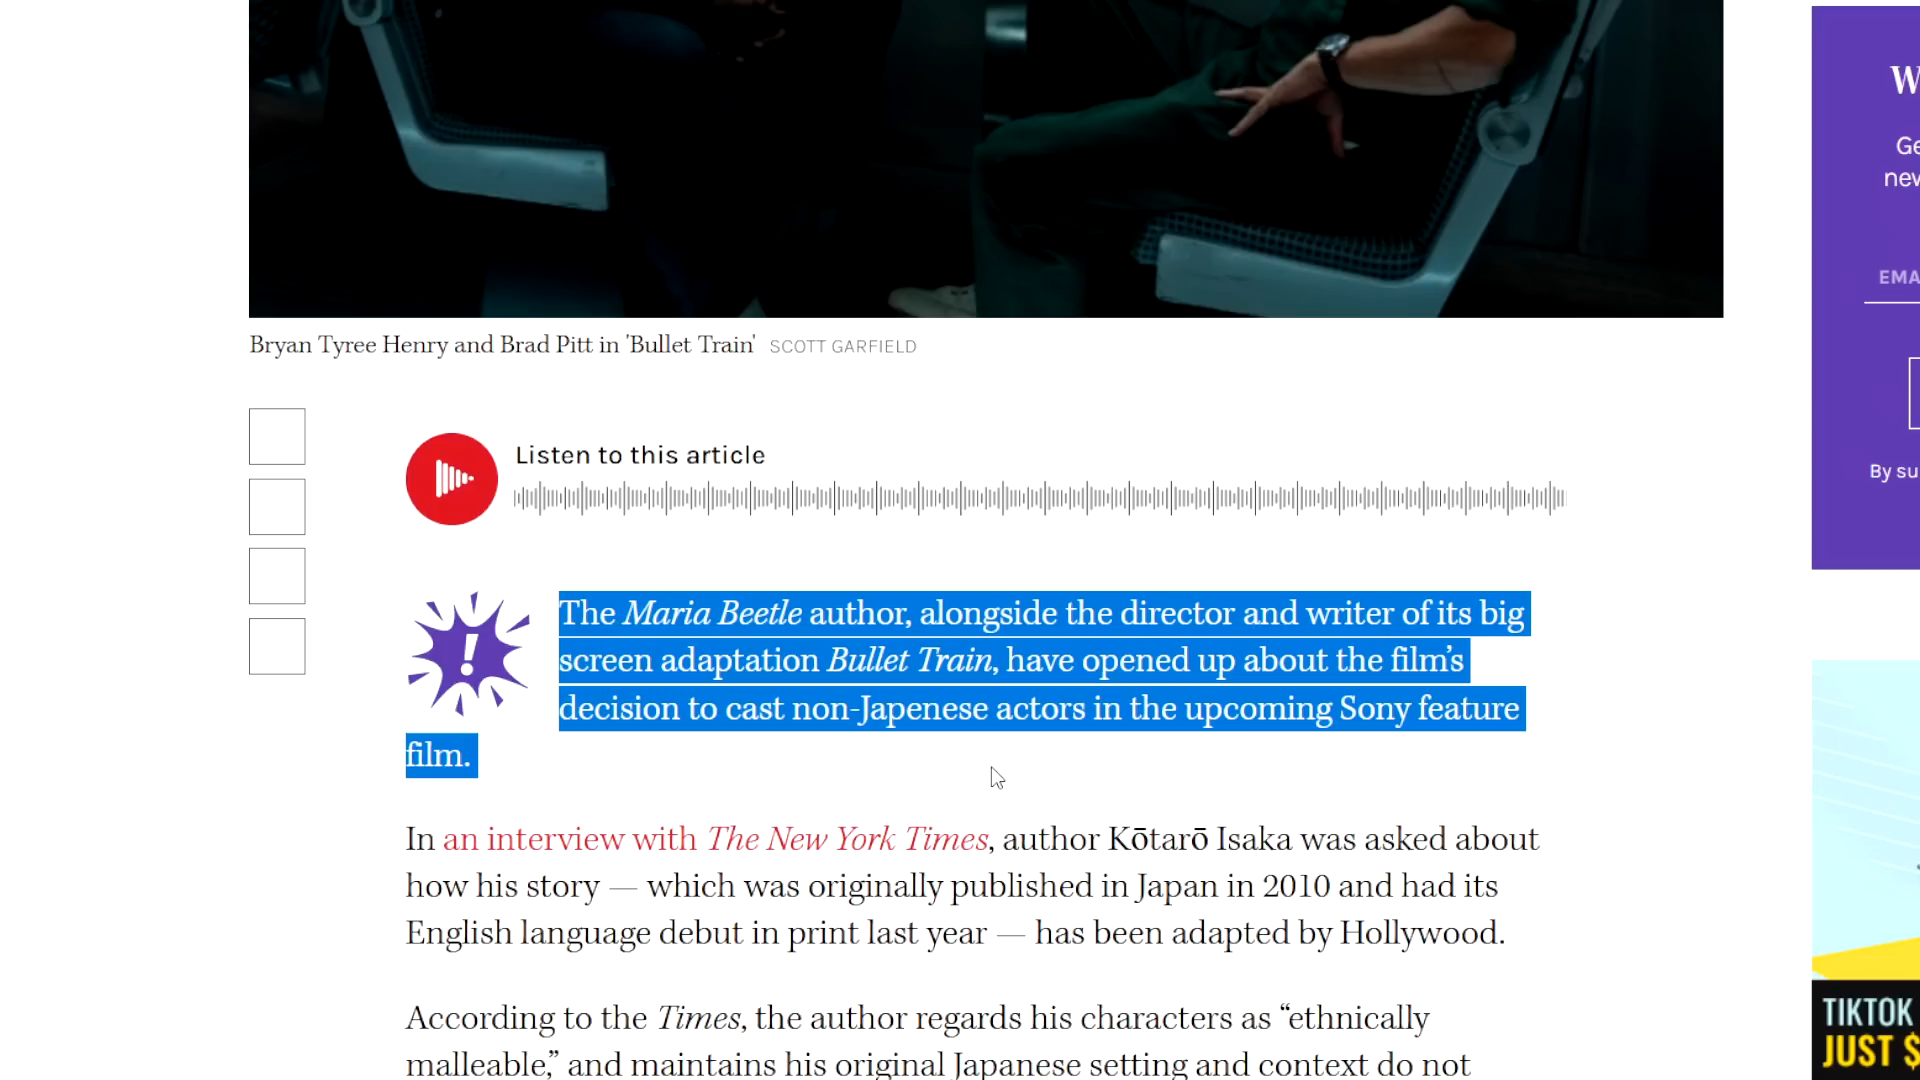 Bryan Tyree Henry and Brad Pitt in 'Bullet Train' SCOTT GARFIELD
Listen to this article
The Maria Beetle author, alongside the director and writer of its big
screen adaptation Bullet Train, have opened up about the film's
decision to cast non-Japenese actors in the upcoming Sony feature
film.
In an interview with The New York Times, author Kōtarō Isaka was asked about
how his story — which was originally published in Japan in 2010 and had its
English language debut in print last year — has been adapted by Hollywood.
According to the Times, the author regards his characters as “ethnically
malleable,” and maintains his original Japanese setting and context do not
By su
TIKTOK
JUST $